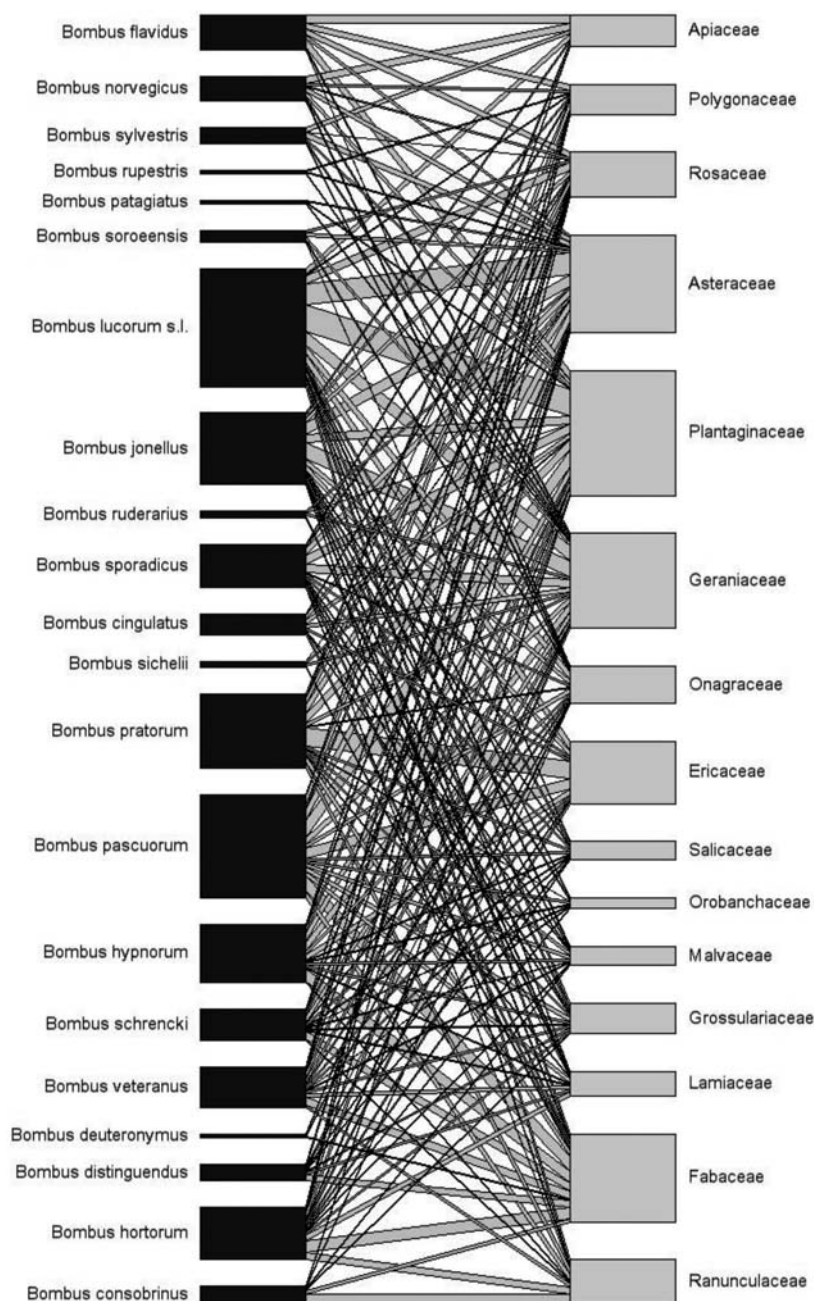 Bombus flavidus
Bombus norvegicus
Bombus sylvestris
Bombus rupestris
Bombus patagiatus
Bombus soroeensis
Bombus lucorum s.l.
Bombus jonellus
Bombus ruderarius
Bombus sporadicus
Bombus cingulatus
Bombus sichelii
Bombus pratorum
Bombus pascuorum
Bombus hypnorum
Bombus schrencki
Bombus veteranus
Bombus deuteronymus
Bombus distinguendus
Bombus hortorum
Bombus consobrinus
Apiaceae
Polygonaceae
Rosaceae
Asteraceae
Plantaginaceae
Geraniaceae
Onagraceae
Ericaceae
Salicaceae
Orobanchaceae
Malvaceae
Grossulariaceae
Lamiaceae
Fabaceae
Ranunculaceae